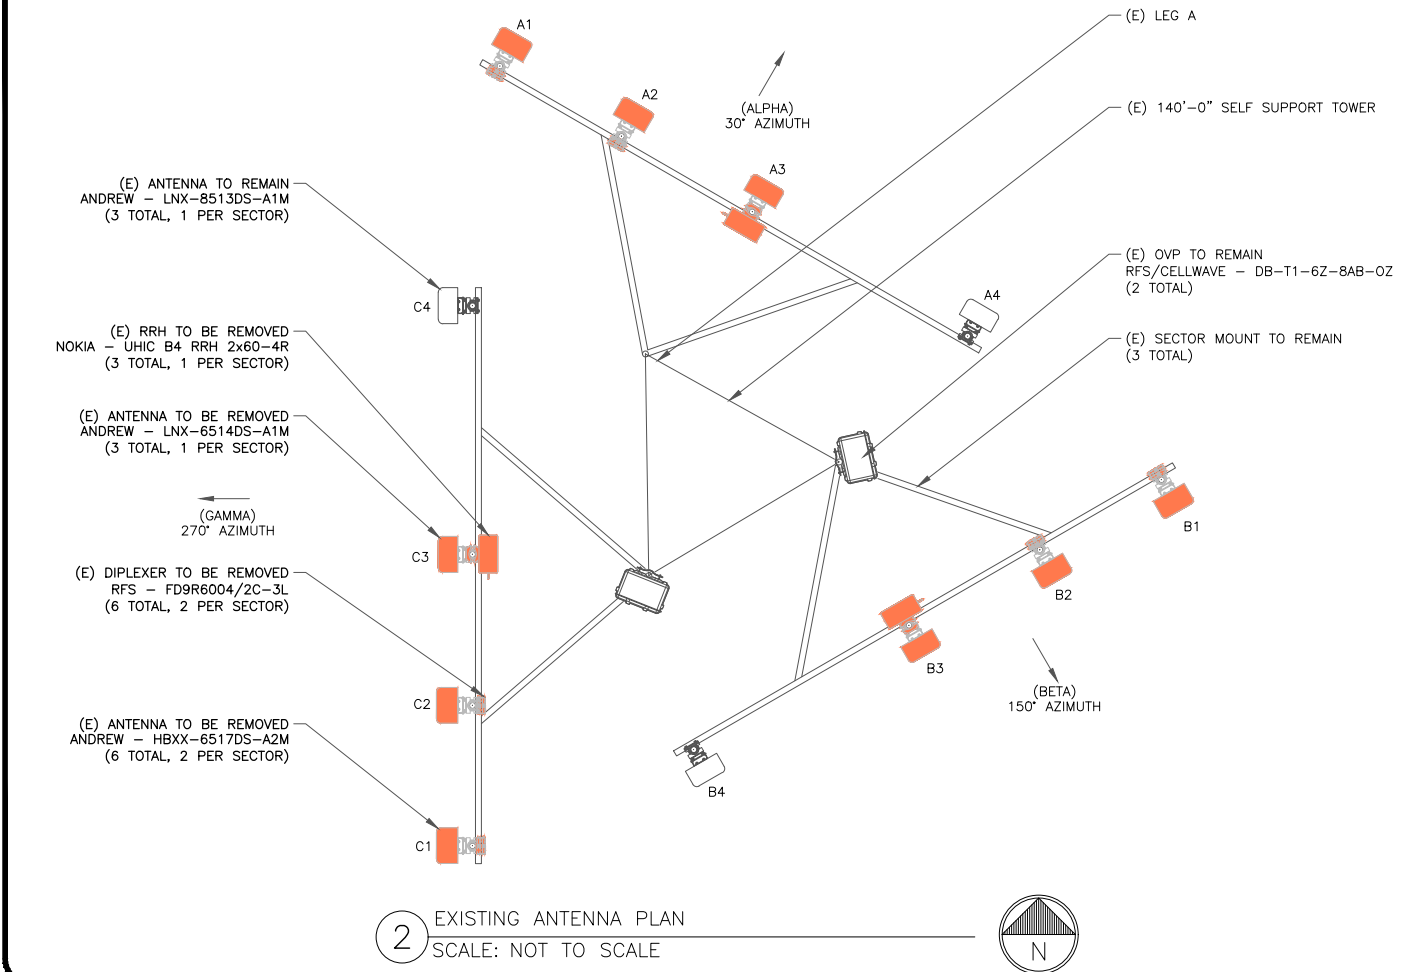 A1
(E) LEG A
A2
(ALPHA)
30° AZIMUTH
(E) 140'-0" SELF SUPPORT TOWER
A3
(E) ANTENNA TO REMAIN
ANDREW - LNX-8513DS-A1M
(3 TOTAL, 1 PER SECTOR)
(E) OVP TO REMAIN
RFS/CELLWAVE - DB-T1-6Z-8AB-0Z
(2 TOTAL)
C4
A4
(E) RRH TO BE REMOVED
NOKIA - UHIC B4 RRH 2x60-4R
(3 TOTAL, 1 PER SECTOR)
(E) SECTOR MOUNT TO REMAIN
(3 TOTAL)
(E) ANTENNA TO BE REMOVED
ANDREW - LNX-6514DS-A1M
(3 TOTAL, 1 PER SECTOR)
(GAMMA)
270° AZIMUTH
B1
C3
(E) DIPLEXER TO BE REMOVED
RFS - FD9R6004/2C-3L
(6 TOTAL, 2 PER SECTOR)
B2
B3
C2
(BETA)
150° AZIMUTH
(E) ANTENNA TO BE REMOVED
ANDREW - HBXX-6517DS-A2M
(6 TOTAL, 2 PER SECTOR)
B4
C1
2
EXISTING ANTENNA PLAN
SCALE: NOT TO SCALE
N